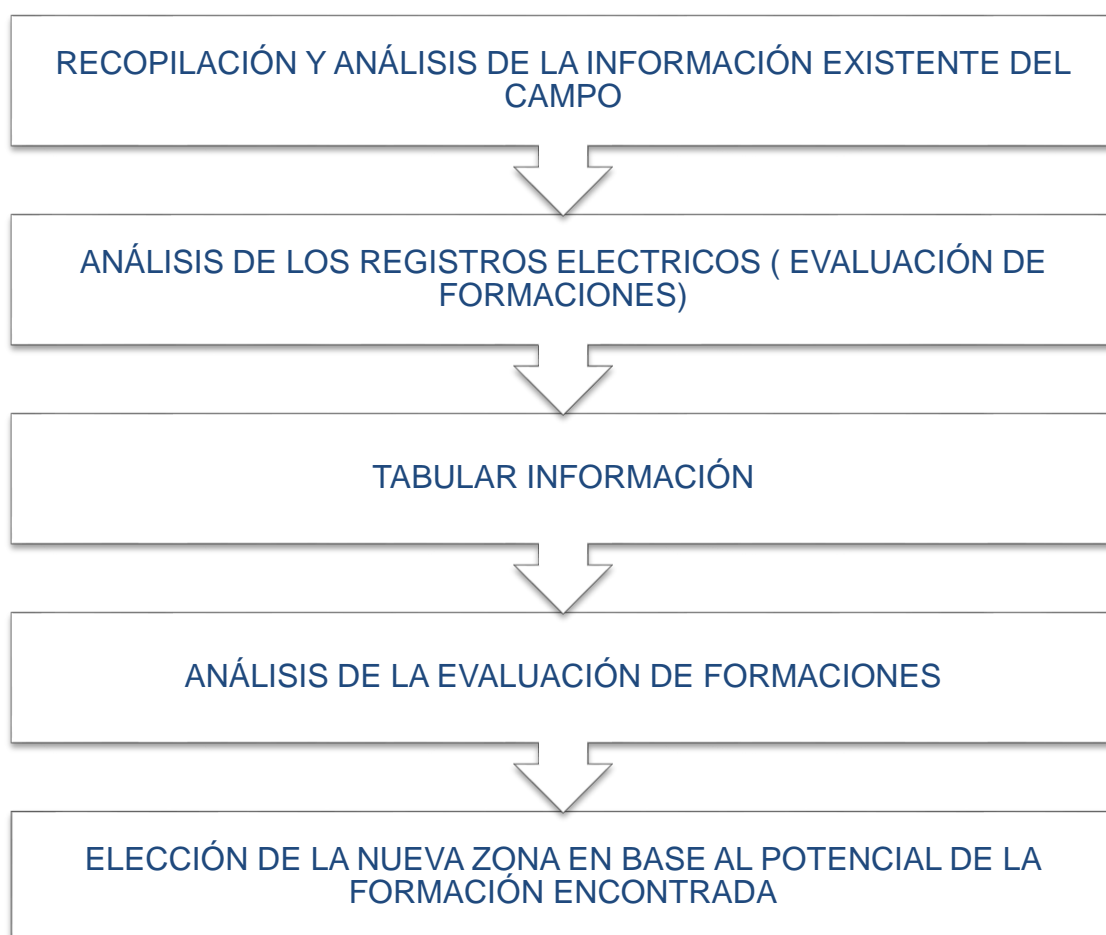 RECOPILACIÓN Y ANÁLISIS DE LA INFORMACIÓN EXISTENTE DEL
CAMPO
ANÁLISIS DE LOS REGISTROS ELECTRICOS ( EVALUACIÓN DE
FORMACIONES)
TABULAR INFORMACIÓN
ANÁLISIS DE LA EVALUACIÓN DE FORMACIONES
ELECCIÓN DE LA NUEVA ZONA EN BASE AL POTENCIAL DE LA
FORMACIÓN ENCONTRADA